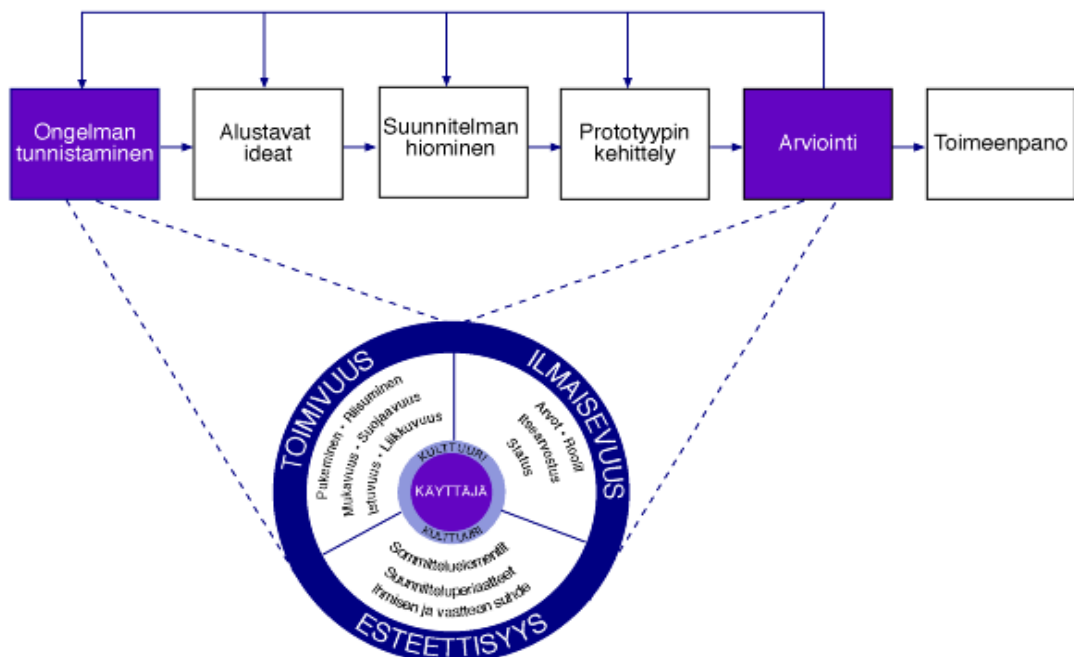 Ongelman
tunnistaminen
Alustavat
ideat
Suunnitelman
hiominen
Prototyypin
kehittely
Arviointi
Toimeenpano
TOIMIVUUS
Pukeminen • Riisuminen
Mukavuus • Suojaavuus
Istuvuus • Liikkuvuus
ILMAISEVUUS
Arvot • Roolit
Itsearvostus
Status
KULTTUURI
KÄYTTÄJÄ
KULTTUURI
Sommitteluelementit
Suunnitteluperiaatteet
Ihmisen ja vaattean suhde
ESTEETTISYYS